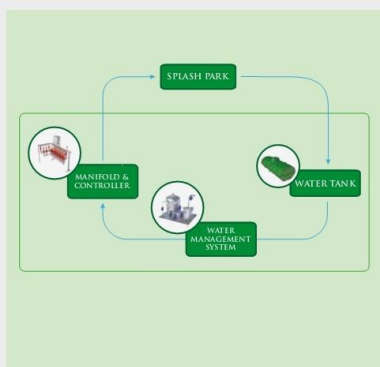 SPLASH PARK
MANIFOLD &
CONTROLLER
WATER TANK
WATER
MANAGEMENT
SYSTEM